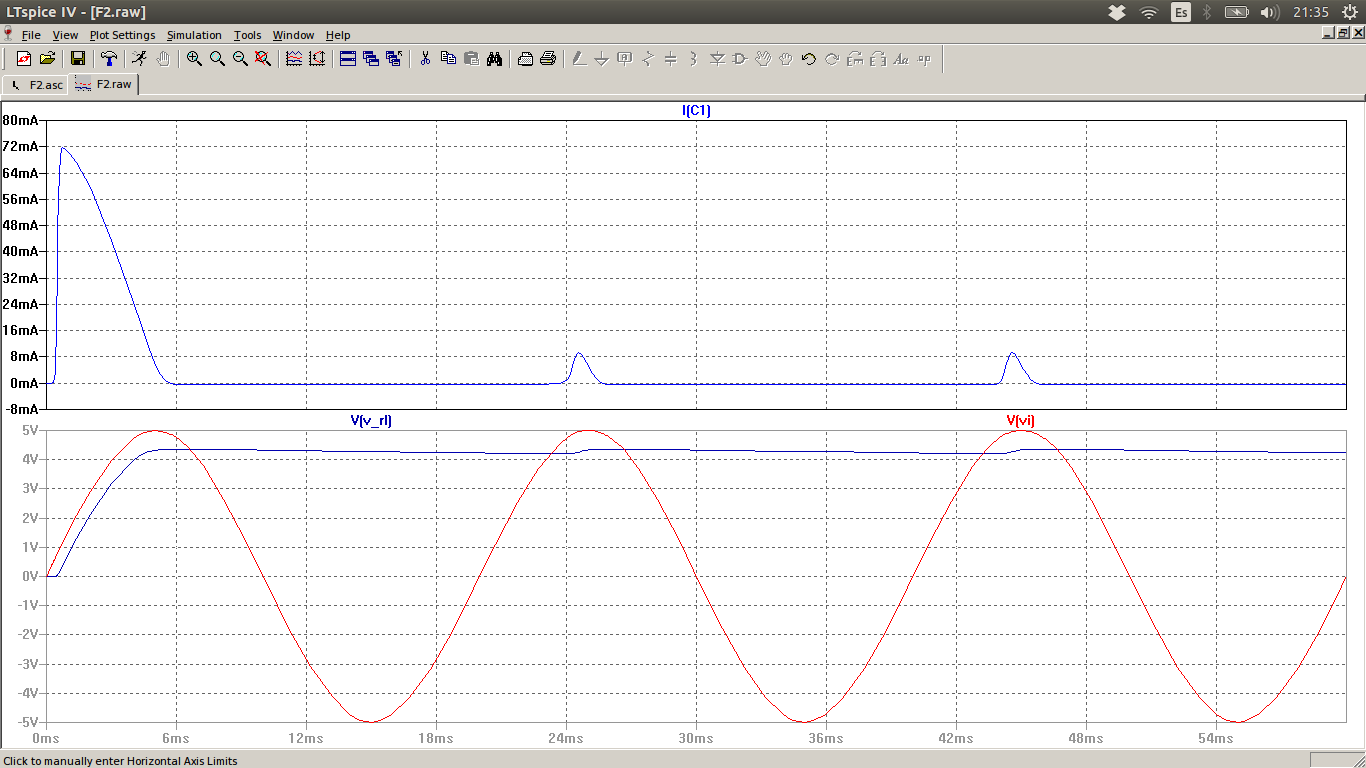 LTspice IV - [F2.raw]
Es
21:35
File View Plot Settings Simulation Tools Window Help
F2.asc
F2.raw
I(C1)
80mA
72mA
64mA
56mA
48mA
40mA
32mA
24mA
16mA
8mA
0mA
-8mA
V(v_rl)
V(vi)
5V
4V
3V
2V
1V
0V
-1V
-2V
-3V
-4V
-5V
0ms 6ms 12ms 18ms 24ms 30ms 36ms 42ms 48ms 54ms
Click to manually enter Horizontal Axis Limits